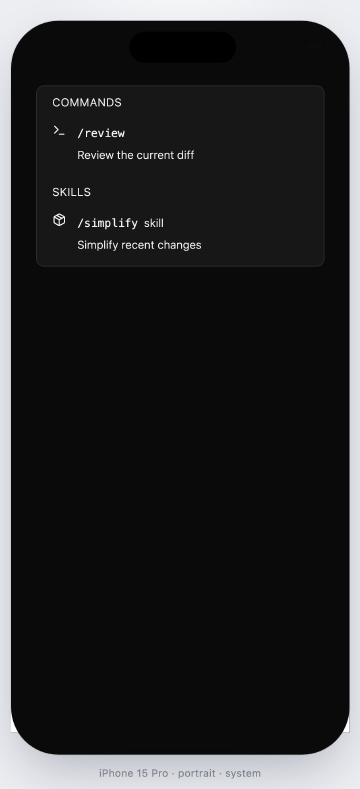 COMMANDS
/review
Review the current diff
SKILLS
/simplify skill
Simplify recent changes
iPhone 15 Pro · portrait · system